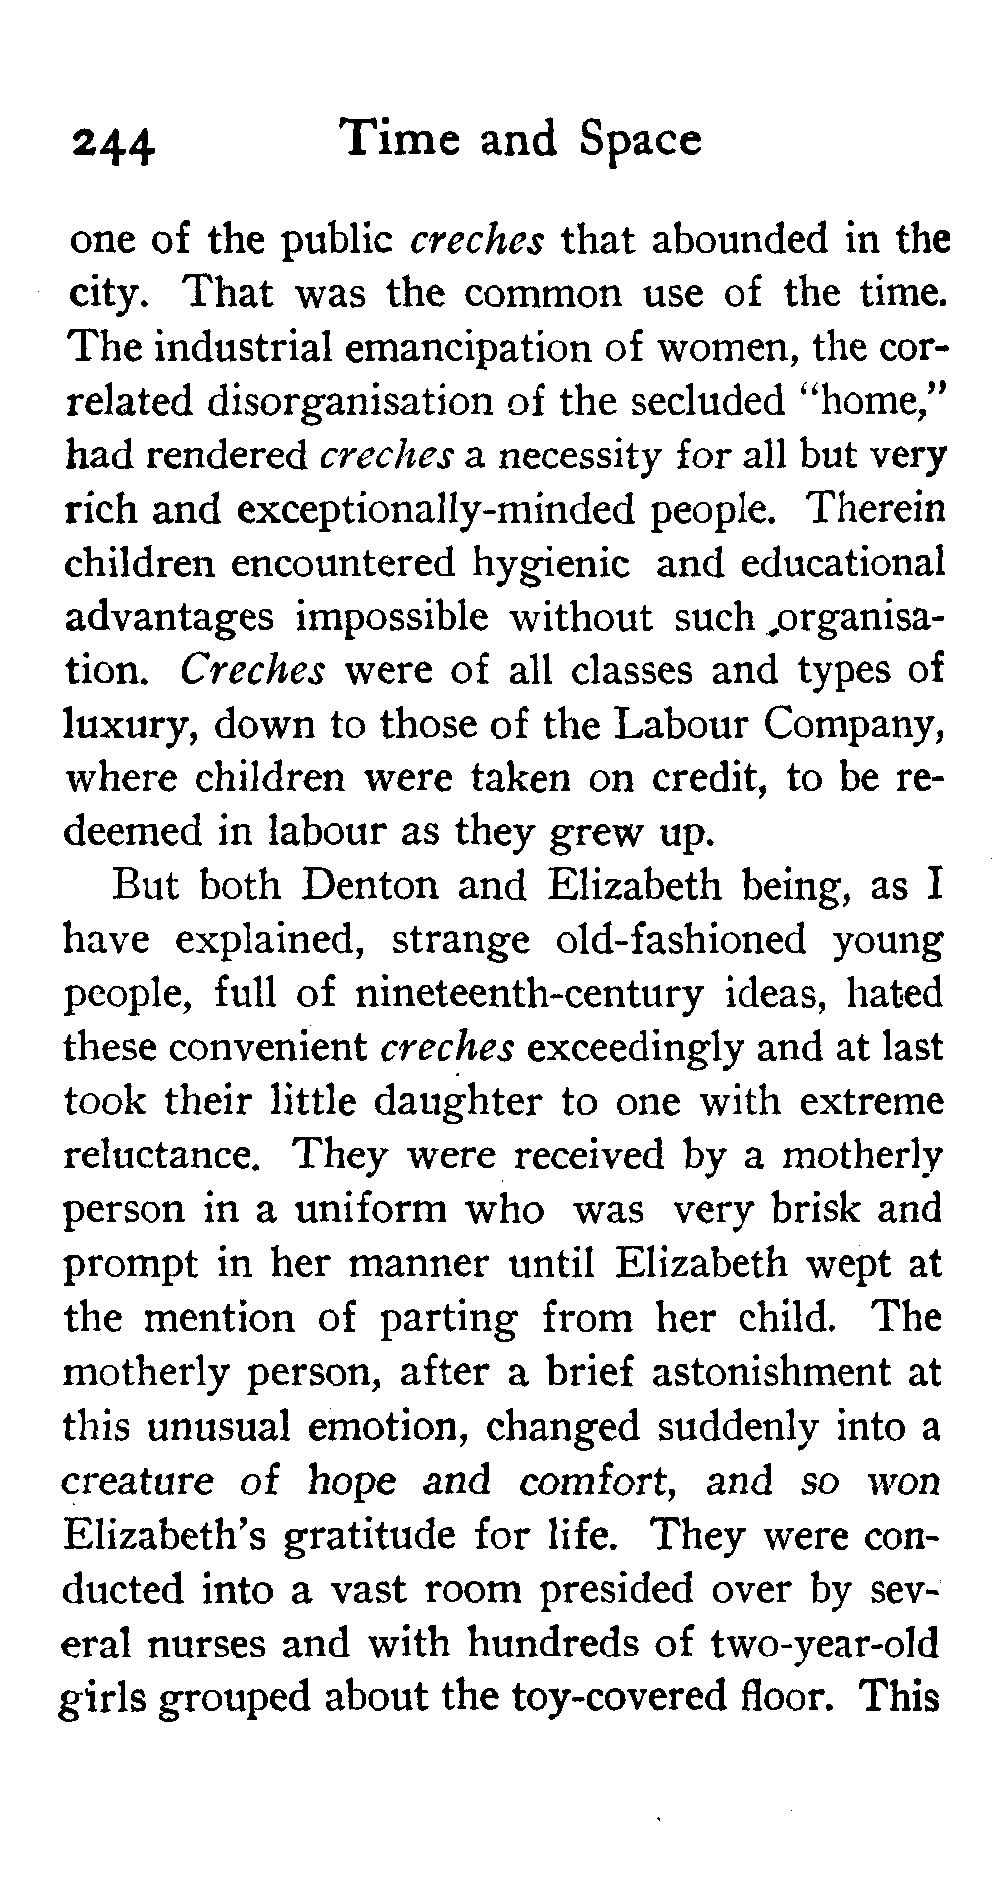 244 Time and Space
one of the public creches that abounded in the
city. That was the common use of the time.
The industrial emancipation of women, the cor-
related disorganisation of the secluded “home,”
had rendered creches a necessity for all but very
rich and exceptionally-minded people. Therein
children encountered hygienic and educational
advantages impossible without such organisa-
tion. Creches were of all classes and types of
luxury, down to those of the Labour Company,
where children were taken on credit, to be re-
deemed in labour as they grew up.
But both Denton and Elizabeth being, as I
have explained, strange old-fashioned young
people, full of nineteenth-century ideas, hated
these convenient creches exceedingly and at last
took their little daughter to one with extreme
reluctance. They were received by a motherly
person in a uniform who was very brisk and
prompt in her manner until Elizabeth wept at
the mention of parting from her child. The
motherly person, after a brief astonishment at
this unusual emotion, changed suddenly into a
creature of hope and comfort, and so won
Elizabeth’s gratitude for life. They were con-
ducted into a vast room presided over by sev-
eral nurses and with hundreds of two-year-old
girls grouped about the toy-covered floor. This